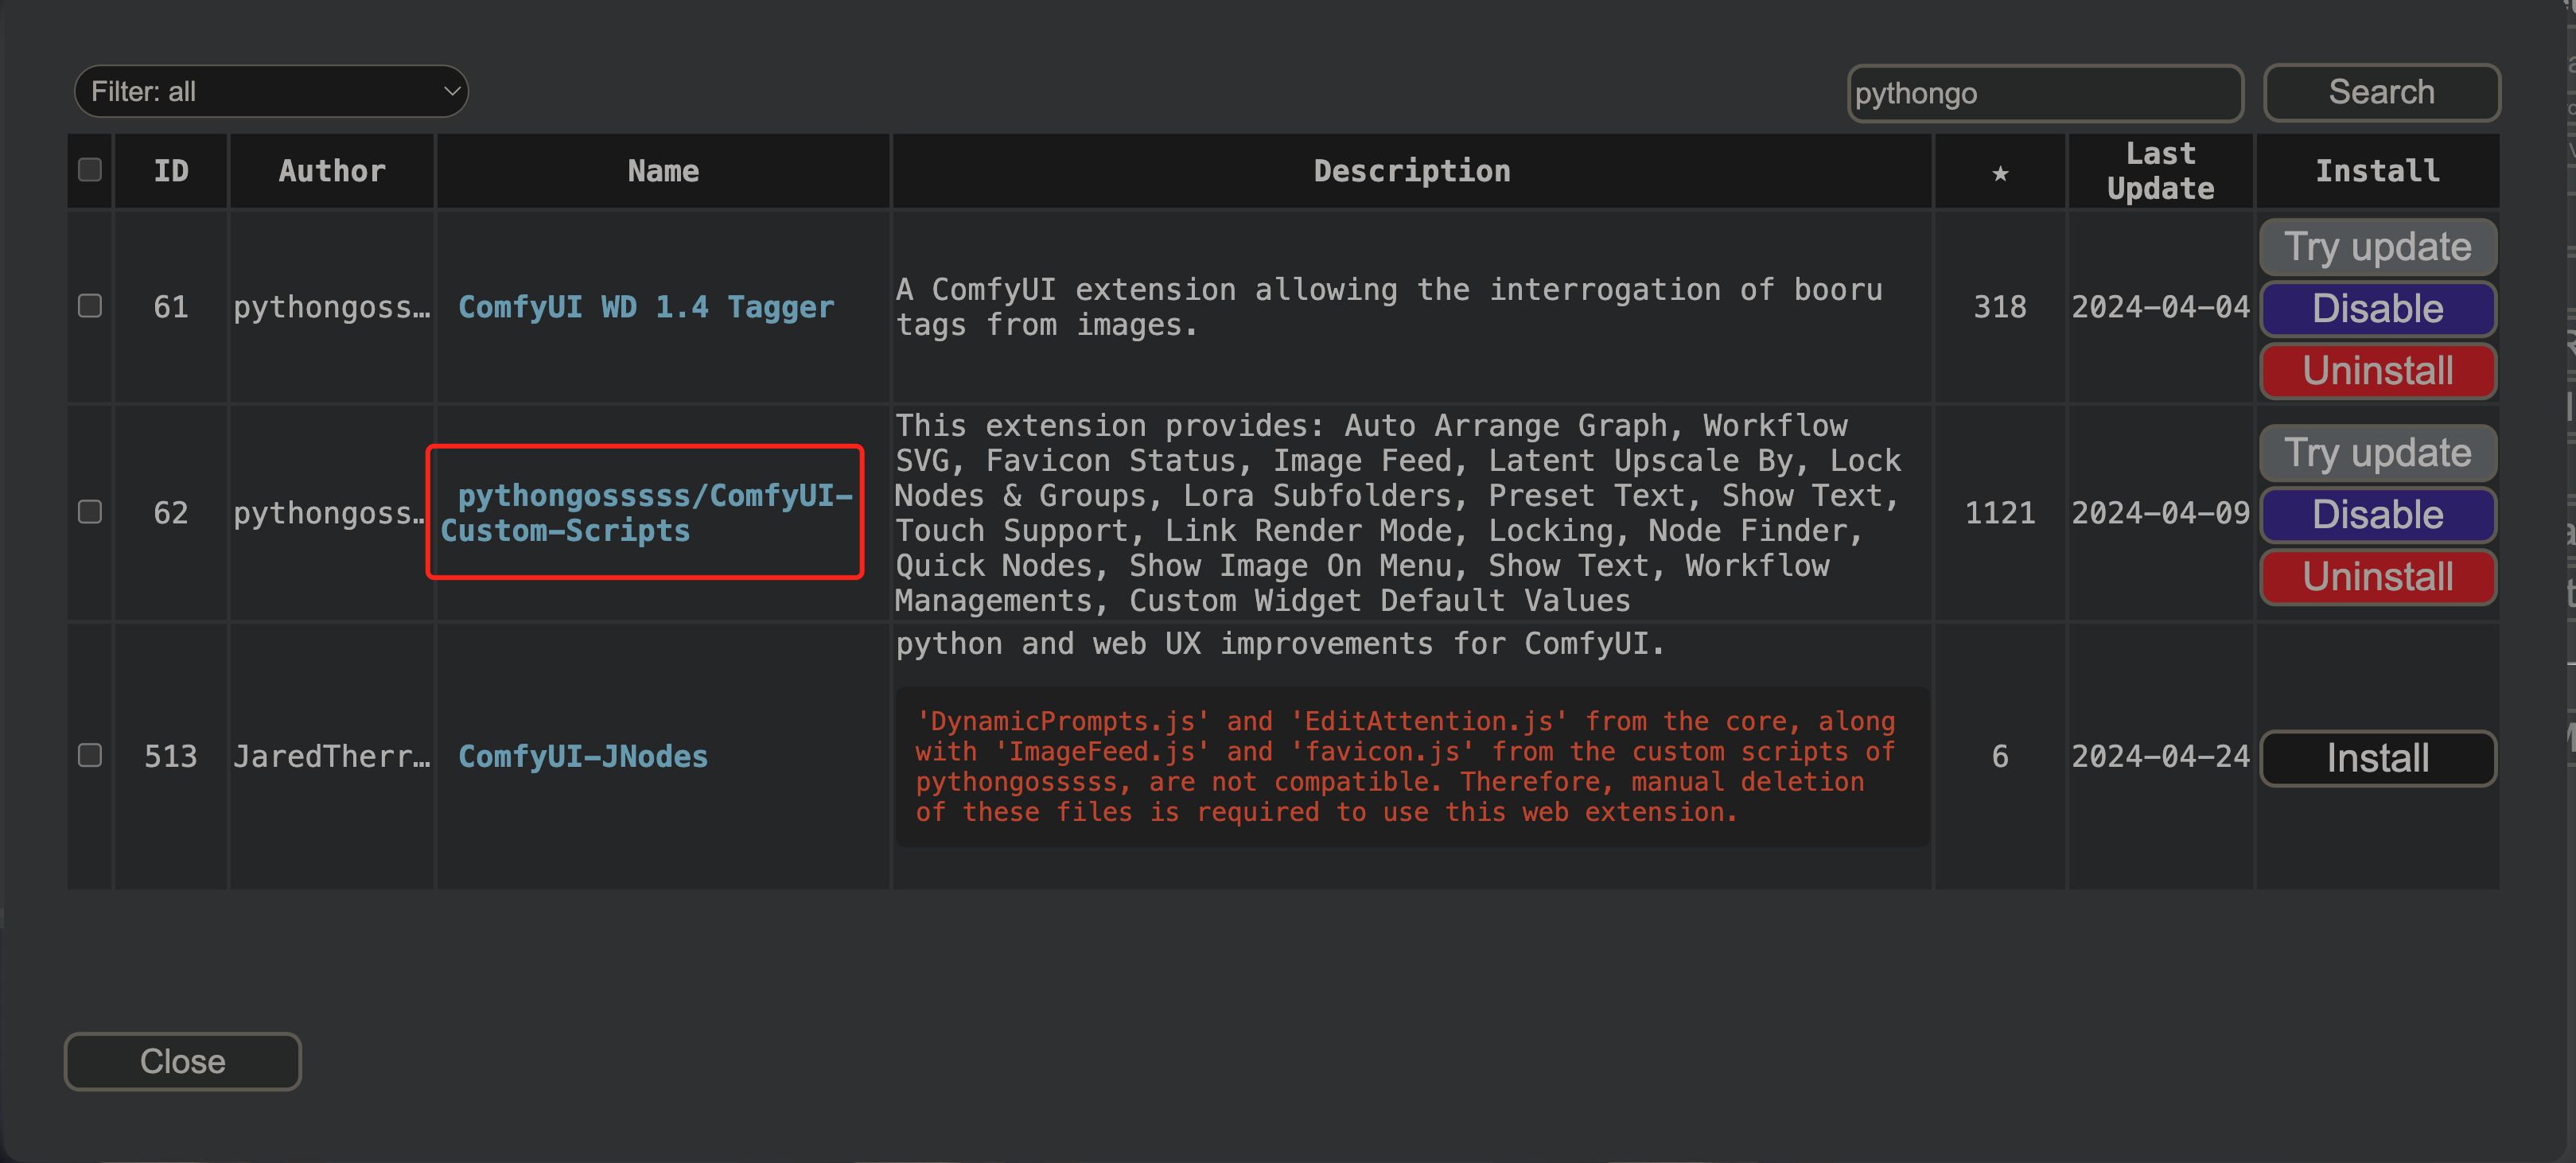 Filter: all
pythongo
Search
ID
Author
Name
Description
★
Last
Update
Install
61
pythongoss…
ComfyUI WD 1.4 Tagger
A ComfyUI extension allowing the interrogation of booru
tags from images.
318
2024-04-04
Try update
Disable
Uninstall
62
pythongoss…
pythongosssss/ComfyUI-
Custom-Scripts
This extension provides: Auto Arrange Graph, Workflow
SVG, Favicon Status, Image Feed, Latent Upscale By, Lock
Nodes & Groups, Lora Subfolders, Preset Text, Show Text,
Touch Support, Link Render Mode, Locking, Node Finder,
Quick Nodes, Show Image On Menu, Show Text, Workflow
Managements, Custom Widget Default Values
1121
2024-04-09
Try update
Disable
Uninstall
513
JaredTherr…
ComfyUI-JNodes
python and web UX improvements for ComfyUI.
'DynamicPrompts.js' and 'EditAttention.js' from the core, along
with 'ImageFeed.js' and 'favicon.js' from the custom scripts of
pythongosssss, are not compatible. Therefore, manual deletion
of these files is required to use this web extension.
6
2024-04-24
Install
Close